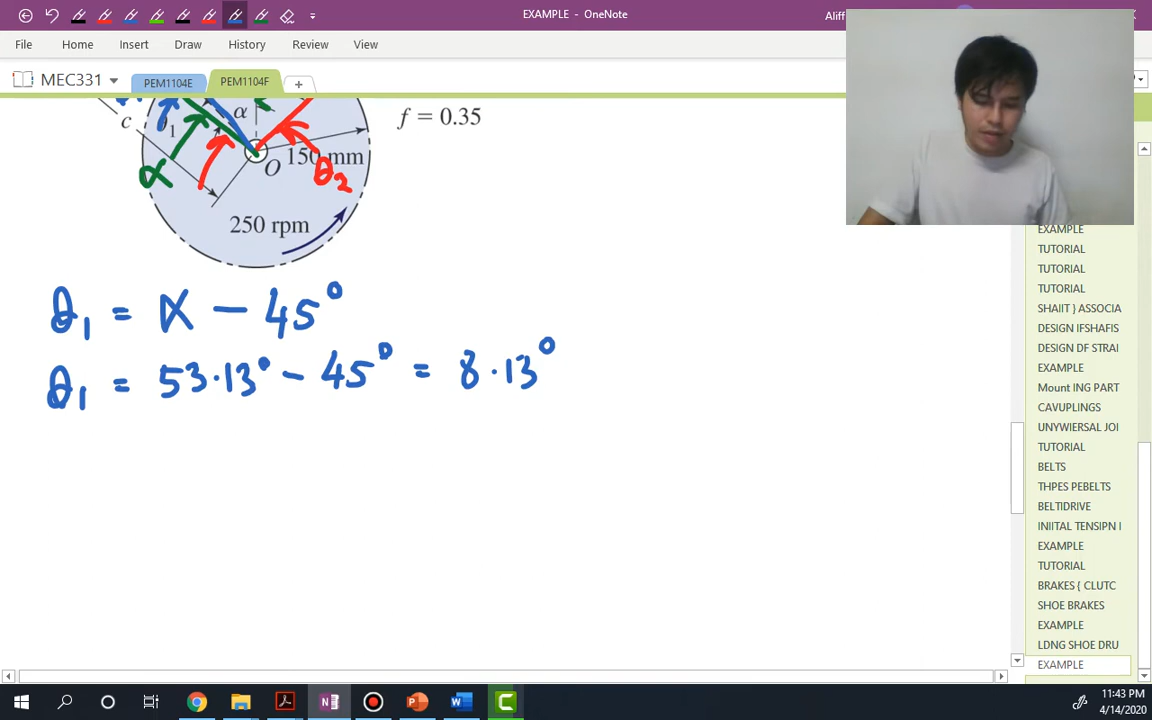 EXAMPLE - OneNote
Aliff
File Home Insert Draw History Review View
MEC331
PEM1104E
PEM1104F
f = 0.35
α
c
θ1
150 mm
O
α
θ2
250 rpm
θ1 = α - 45°
θ1 = 53.13° - 45° = 8.13°
EXAMPLE
TUTORIAL
TUTORIAL
TUTORIAL
SHAIIT } ASSOCIA
DESIGN IFSHAFIS
DESIGN DF STRAI
EXAMPLE
Mount ING PART
CAVUPLINGS
UNYWIERSAL JOI
TUTORIAL
BELTS
THPES PEBELTS
BELTIDRIVE
INIITAL TENSIPN I
EXAMPLE
TUTORIAL
BRAKES { CLUTC
SHOE BRAKES
EXAMPLE
LDNG SHOE DRU
EXAMPLE
11:43 PM
4/14/2020